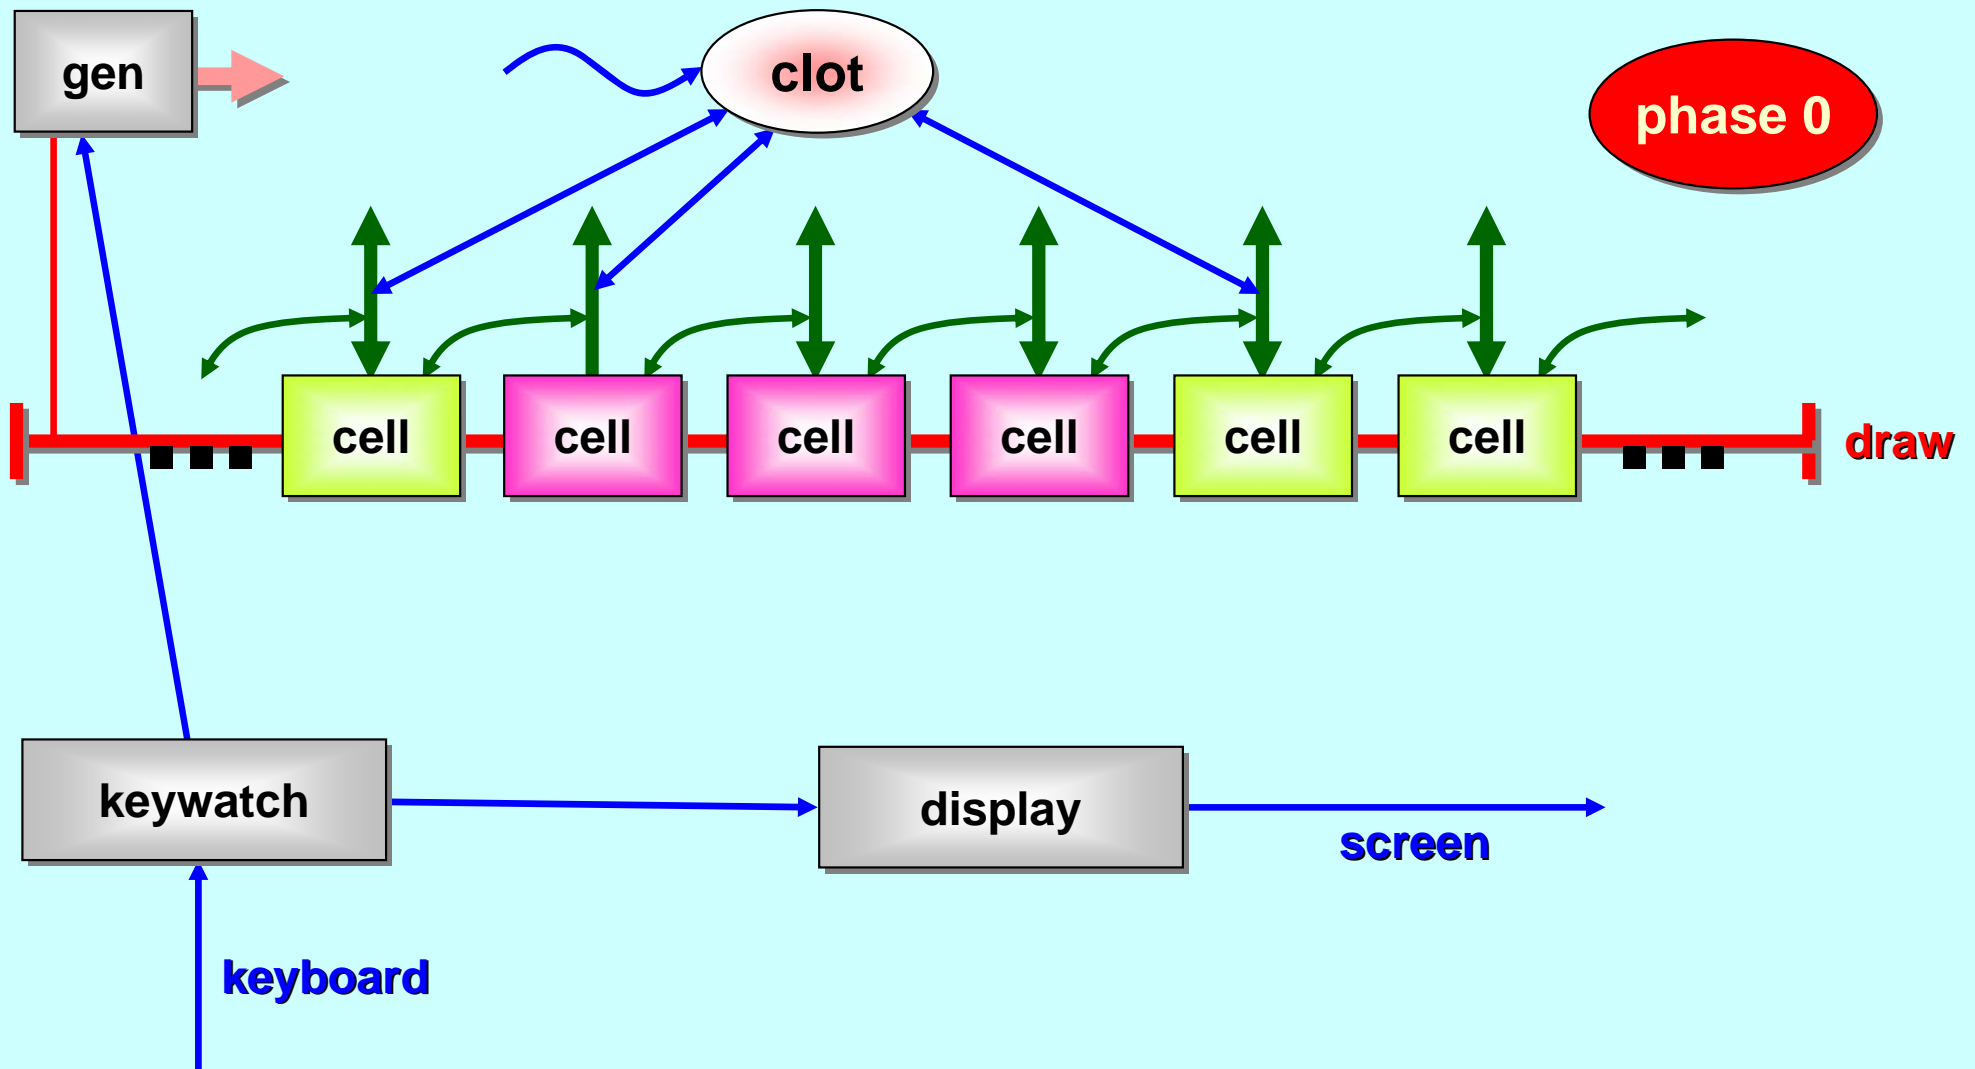 gen
clot
phase 0
cell
cell
cell
cell
cell
cell
draw
keywatch
display
screen
keyboard